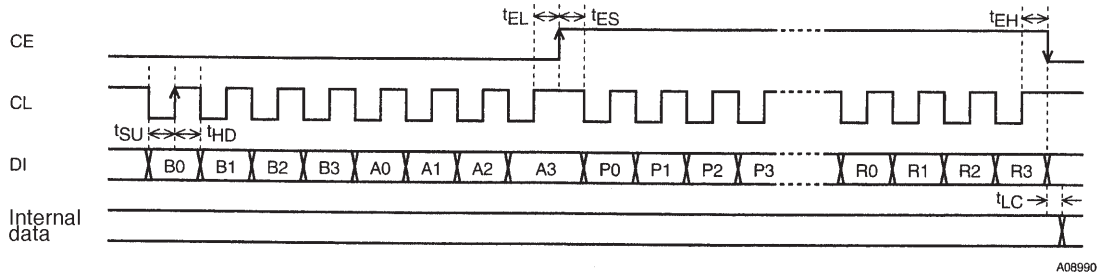 tEL tES tEH
CE
CL
tSU tHD
DI B0 B1 B2 B3 A0 A1 A2 A3 P0 P1 P2 P3 R0 R1 R2 R3
tLC
Internal
data
A08990